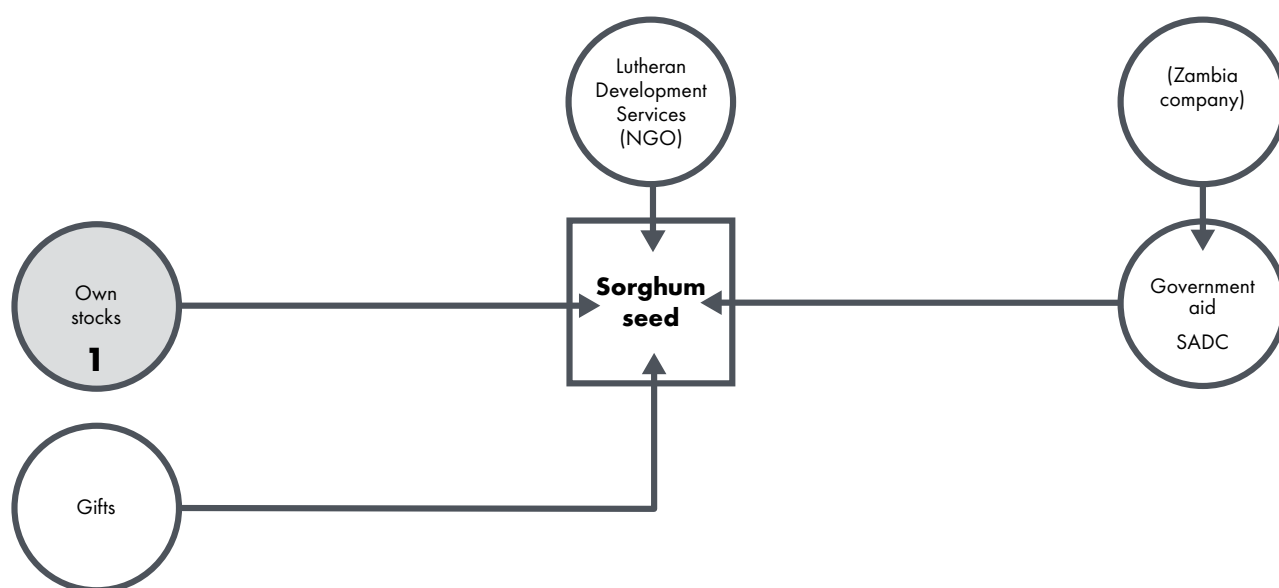 Lutheran
Development
Services
(NGO)
(Zambia
company)
Own
stocks
1
Sorghum
seed
Government
aid
SADC
Gifts